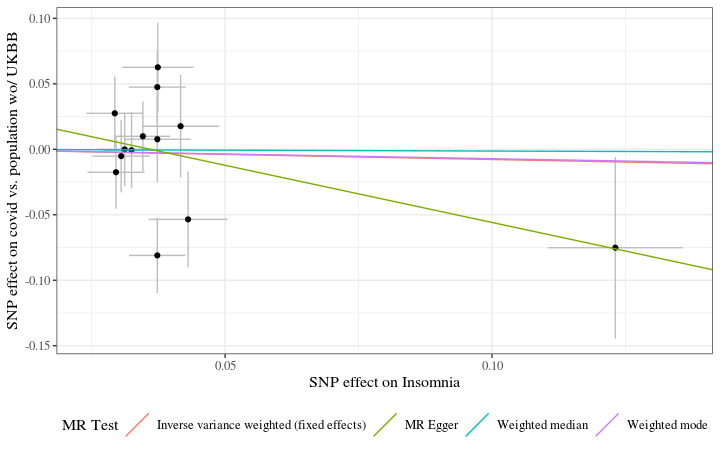 0.10
0.05
0.00
-0.05
-0.10
-0.15
SNP effect on covid vs. population wo/ UKBB
0.05
0.10
SNP effect on Insomnia
MR Test
Inverse variance weighted (fixed effects)
MR Egger
Weighted median
Weighted mode